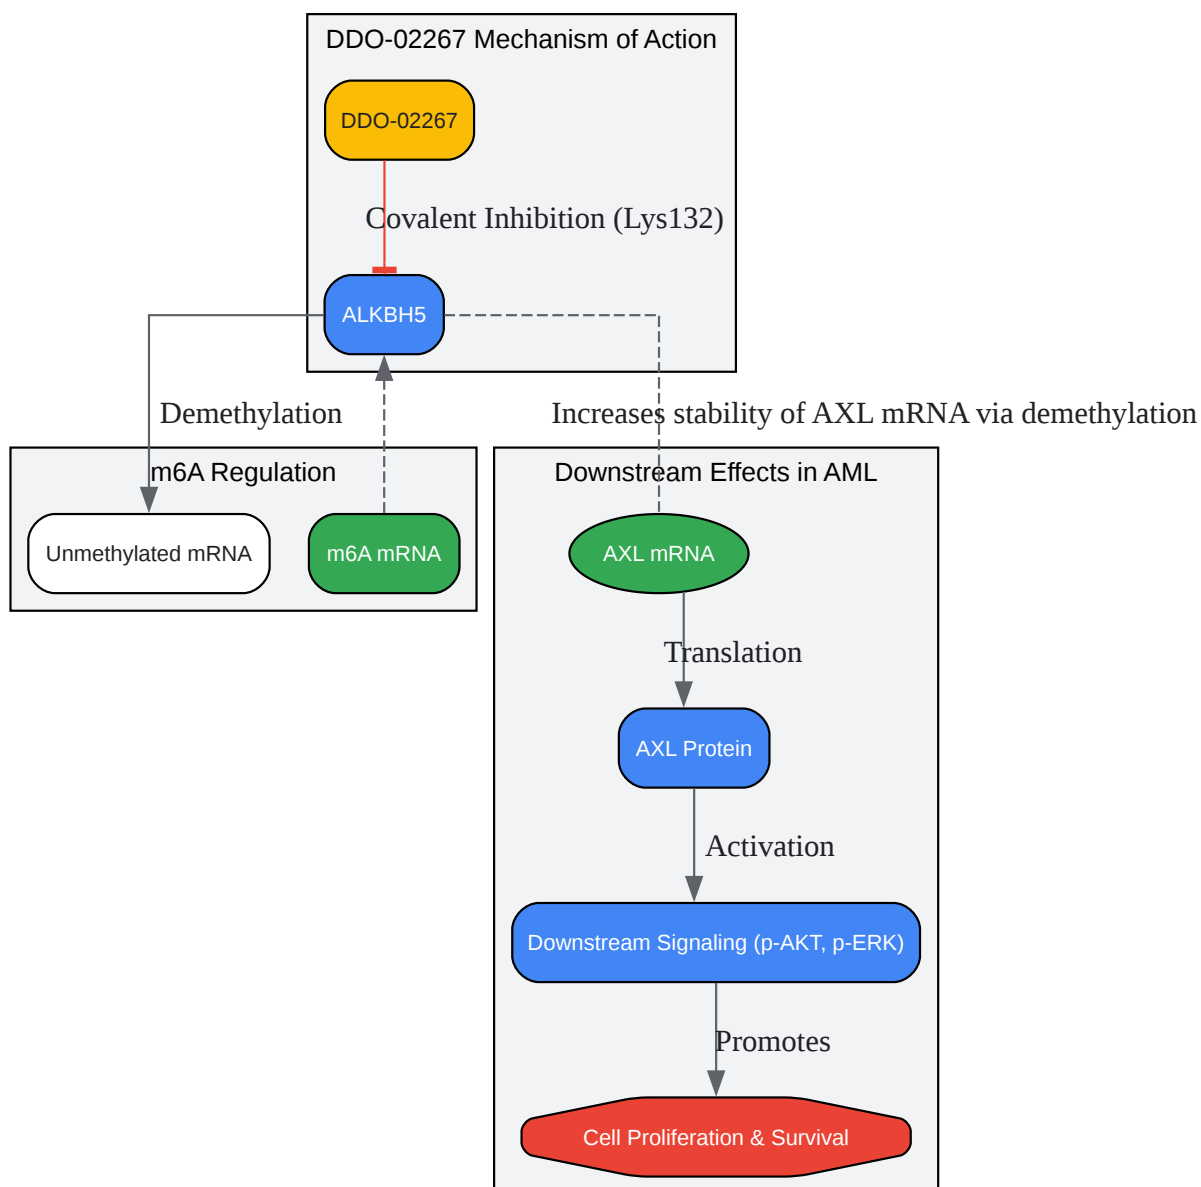 DDO-02267 Mechanism of Action
DDO-02267
Covalent Inhibition (Lys132)
ALKBH5
Demethylation
Increases stability of AXL mRNA via demethylation
m6A Regulation
Downstream Effects in AML
Unmethylated mRNA
m6A mRNA
AXL mRNA
Translation
AXL Protein
Activation
Downstream Signaling (p-AKT, p-ERK)
Promotes
Cell Proliferation & Survival